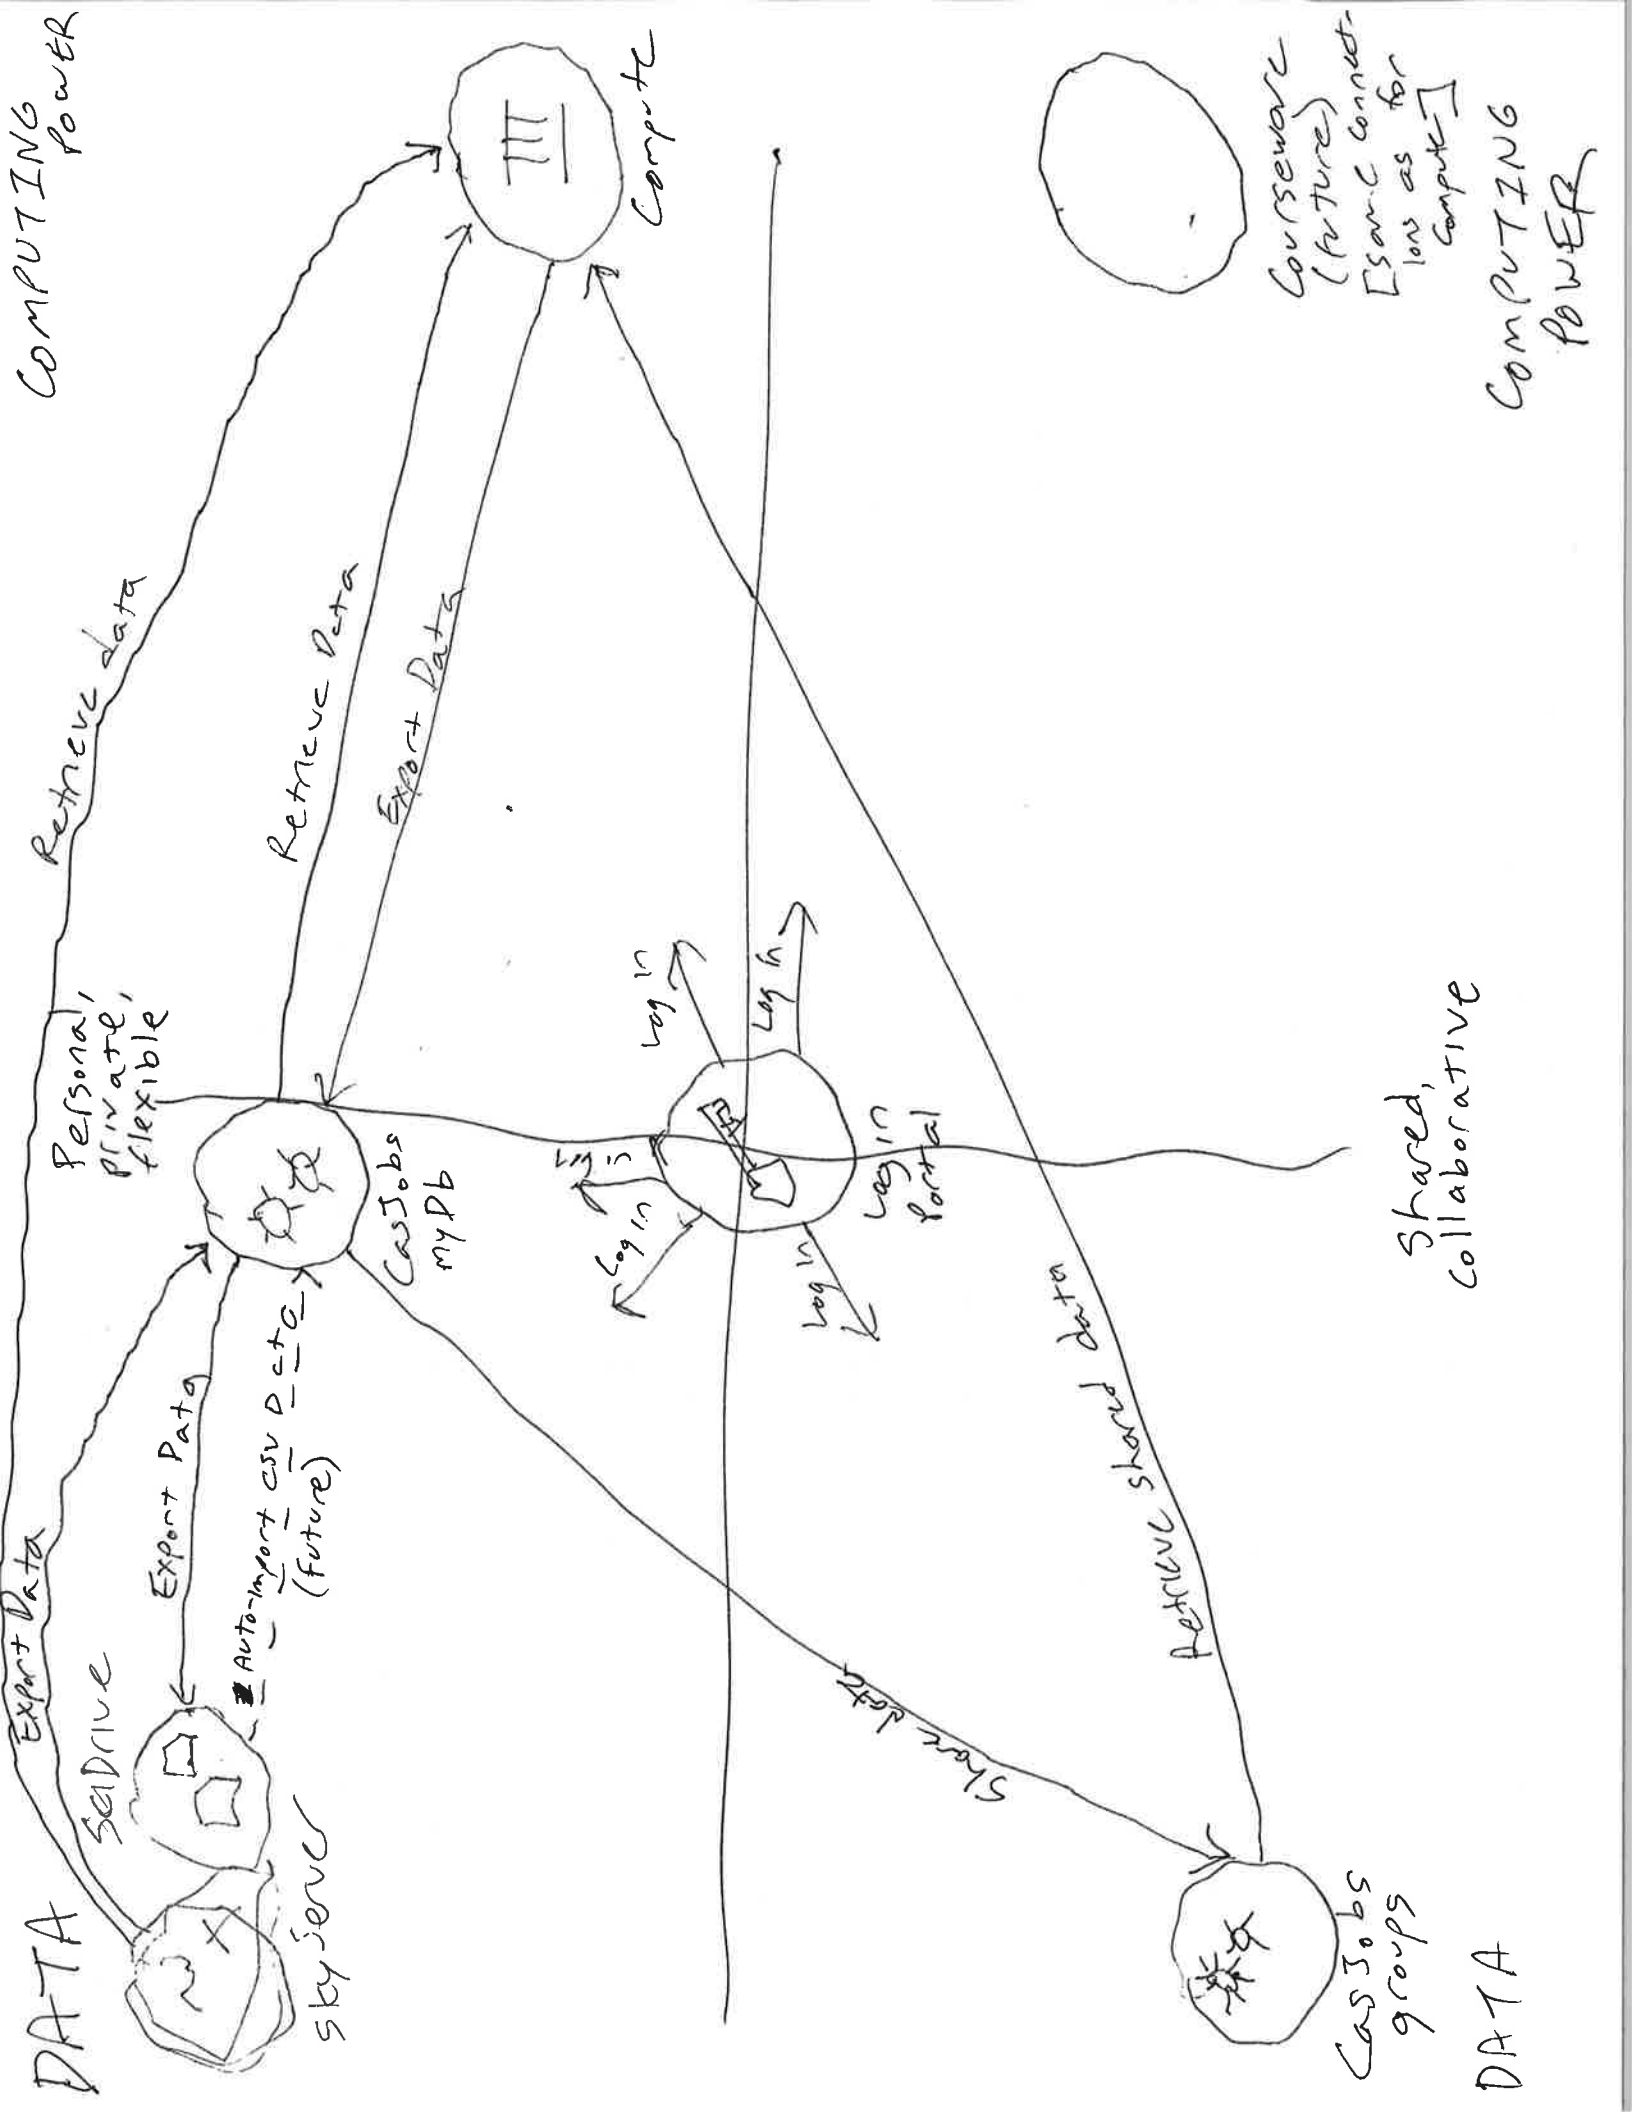 DATA
COMPUTING
POWER
Export Data
Retrieve data
Personal,
private,
flexible
SciDrive
Export Data
Retrieve Data
Export Data
Auto-import csv Data
(future)
skyserver
CasJobs
myDb
Compute
Log in
Log in
Log in
Log in
Log in
Log in
Portal
Share data
Retrieve shared data
Courseware
(future)
[same connect-
ions as for
compute]
CasJobs
groups
Shared,
collaborative
DATA
COMPUTING
POWER